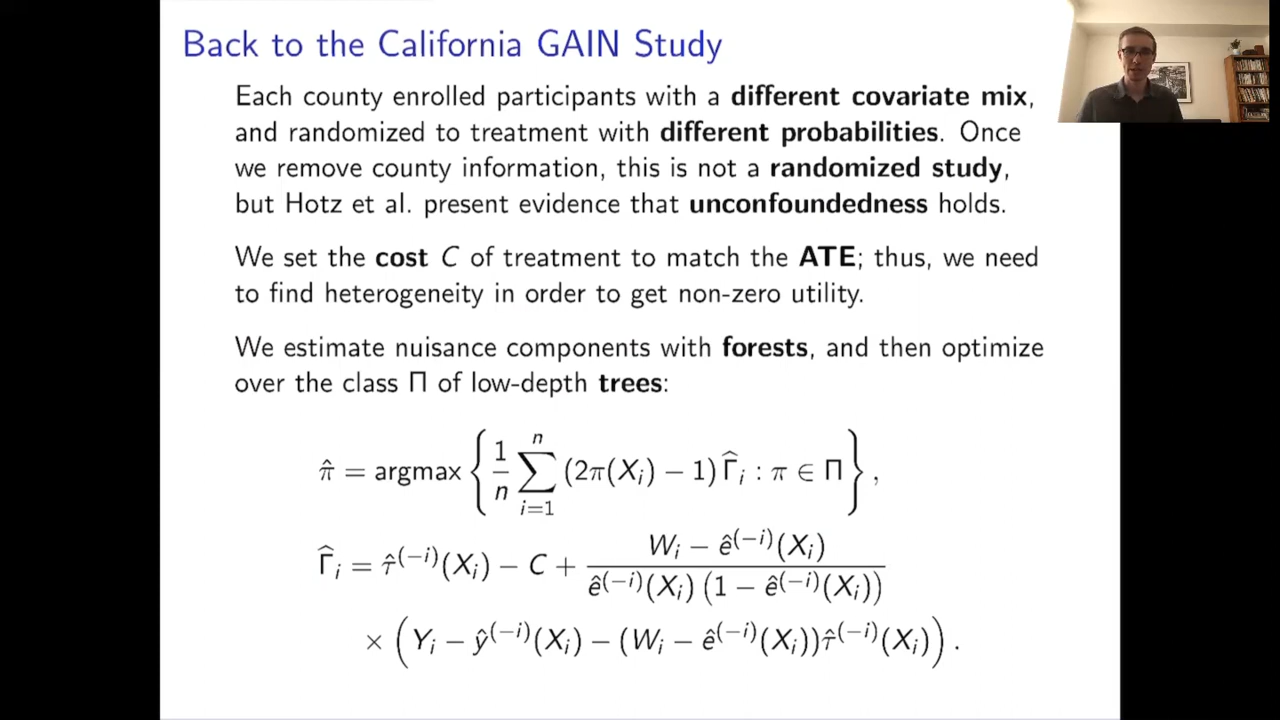 Back to the California GAIN Study
Each county enrolled participants with a different covariate mix,
and randomized to treatment with different probabilities. Once
we remove county information, this is not a randomized study,
but Hotz et al. present evidence that unconfoundedness holds.
We set the cost C of treatment to match the ATE; thus, we need
to find heterogeneity in order to get non-zero utility.
We estimate nuisance components with forests, and then optimize
over the class Π of low-depth trees:
π̂ = argmax { 1/n ∑_{i=1}^{n} (2π(X_i) − 1) Γ̂_i : π ∈ Π } ,
Γ̂_i = τ̂^(−i)(X_i) − C + (W_i − ê^(−i)(X_i)) / (ê^(−i)(X_i) (1 − ê^(−i)(X_i)))
× (Y_i − ŷ^(−i)(X_i) − (W_i − ê^(−i)(X_i))τ̂^(−i)(X_i)) .